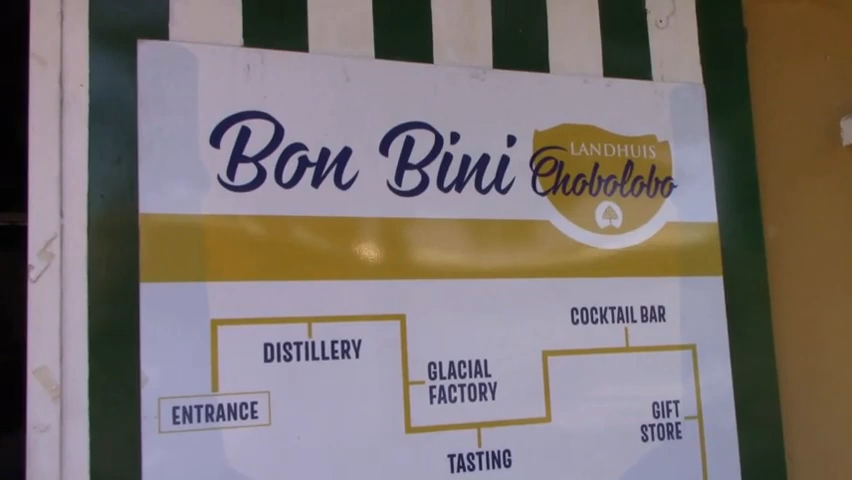 Bon Bini
LANDHUIS
Chobolobo
COCKTAIL BAR
DISTILLERY
GLACIAL
FACTORY
ENTRANCE
GIFT
STORE
TASTING